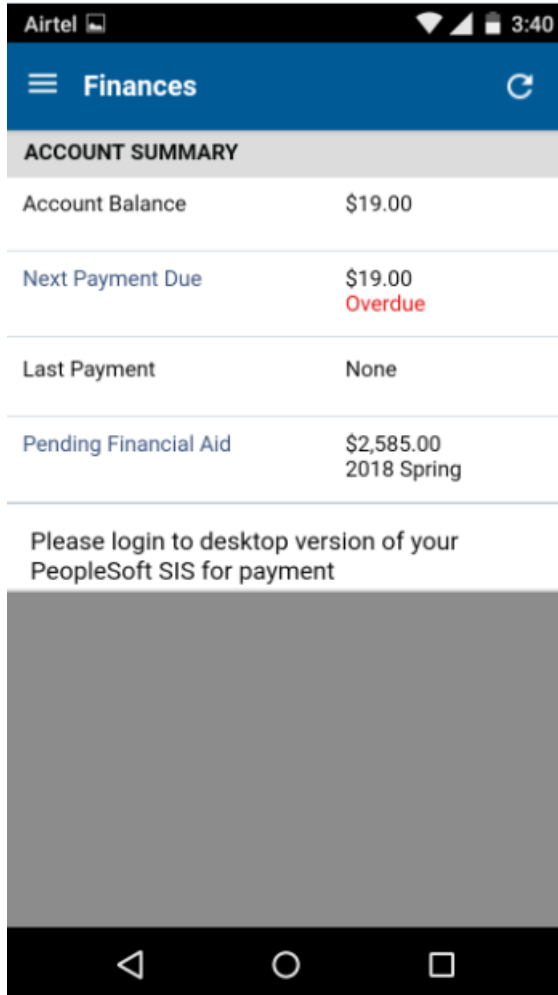 Airtel 3:40
Finances
ACCOUNT SUMMARY
Account Balance $19.00
Next Payment Due $19.00
Overdue
Last Payment None
Pending Financial Aid $2,585.00
2018 Spring
Please login to desktop version of your
PeopleSoft SIS for payment